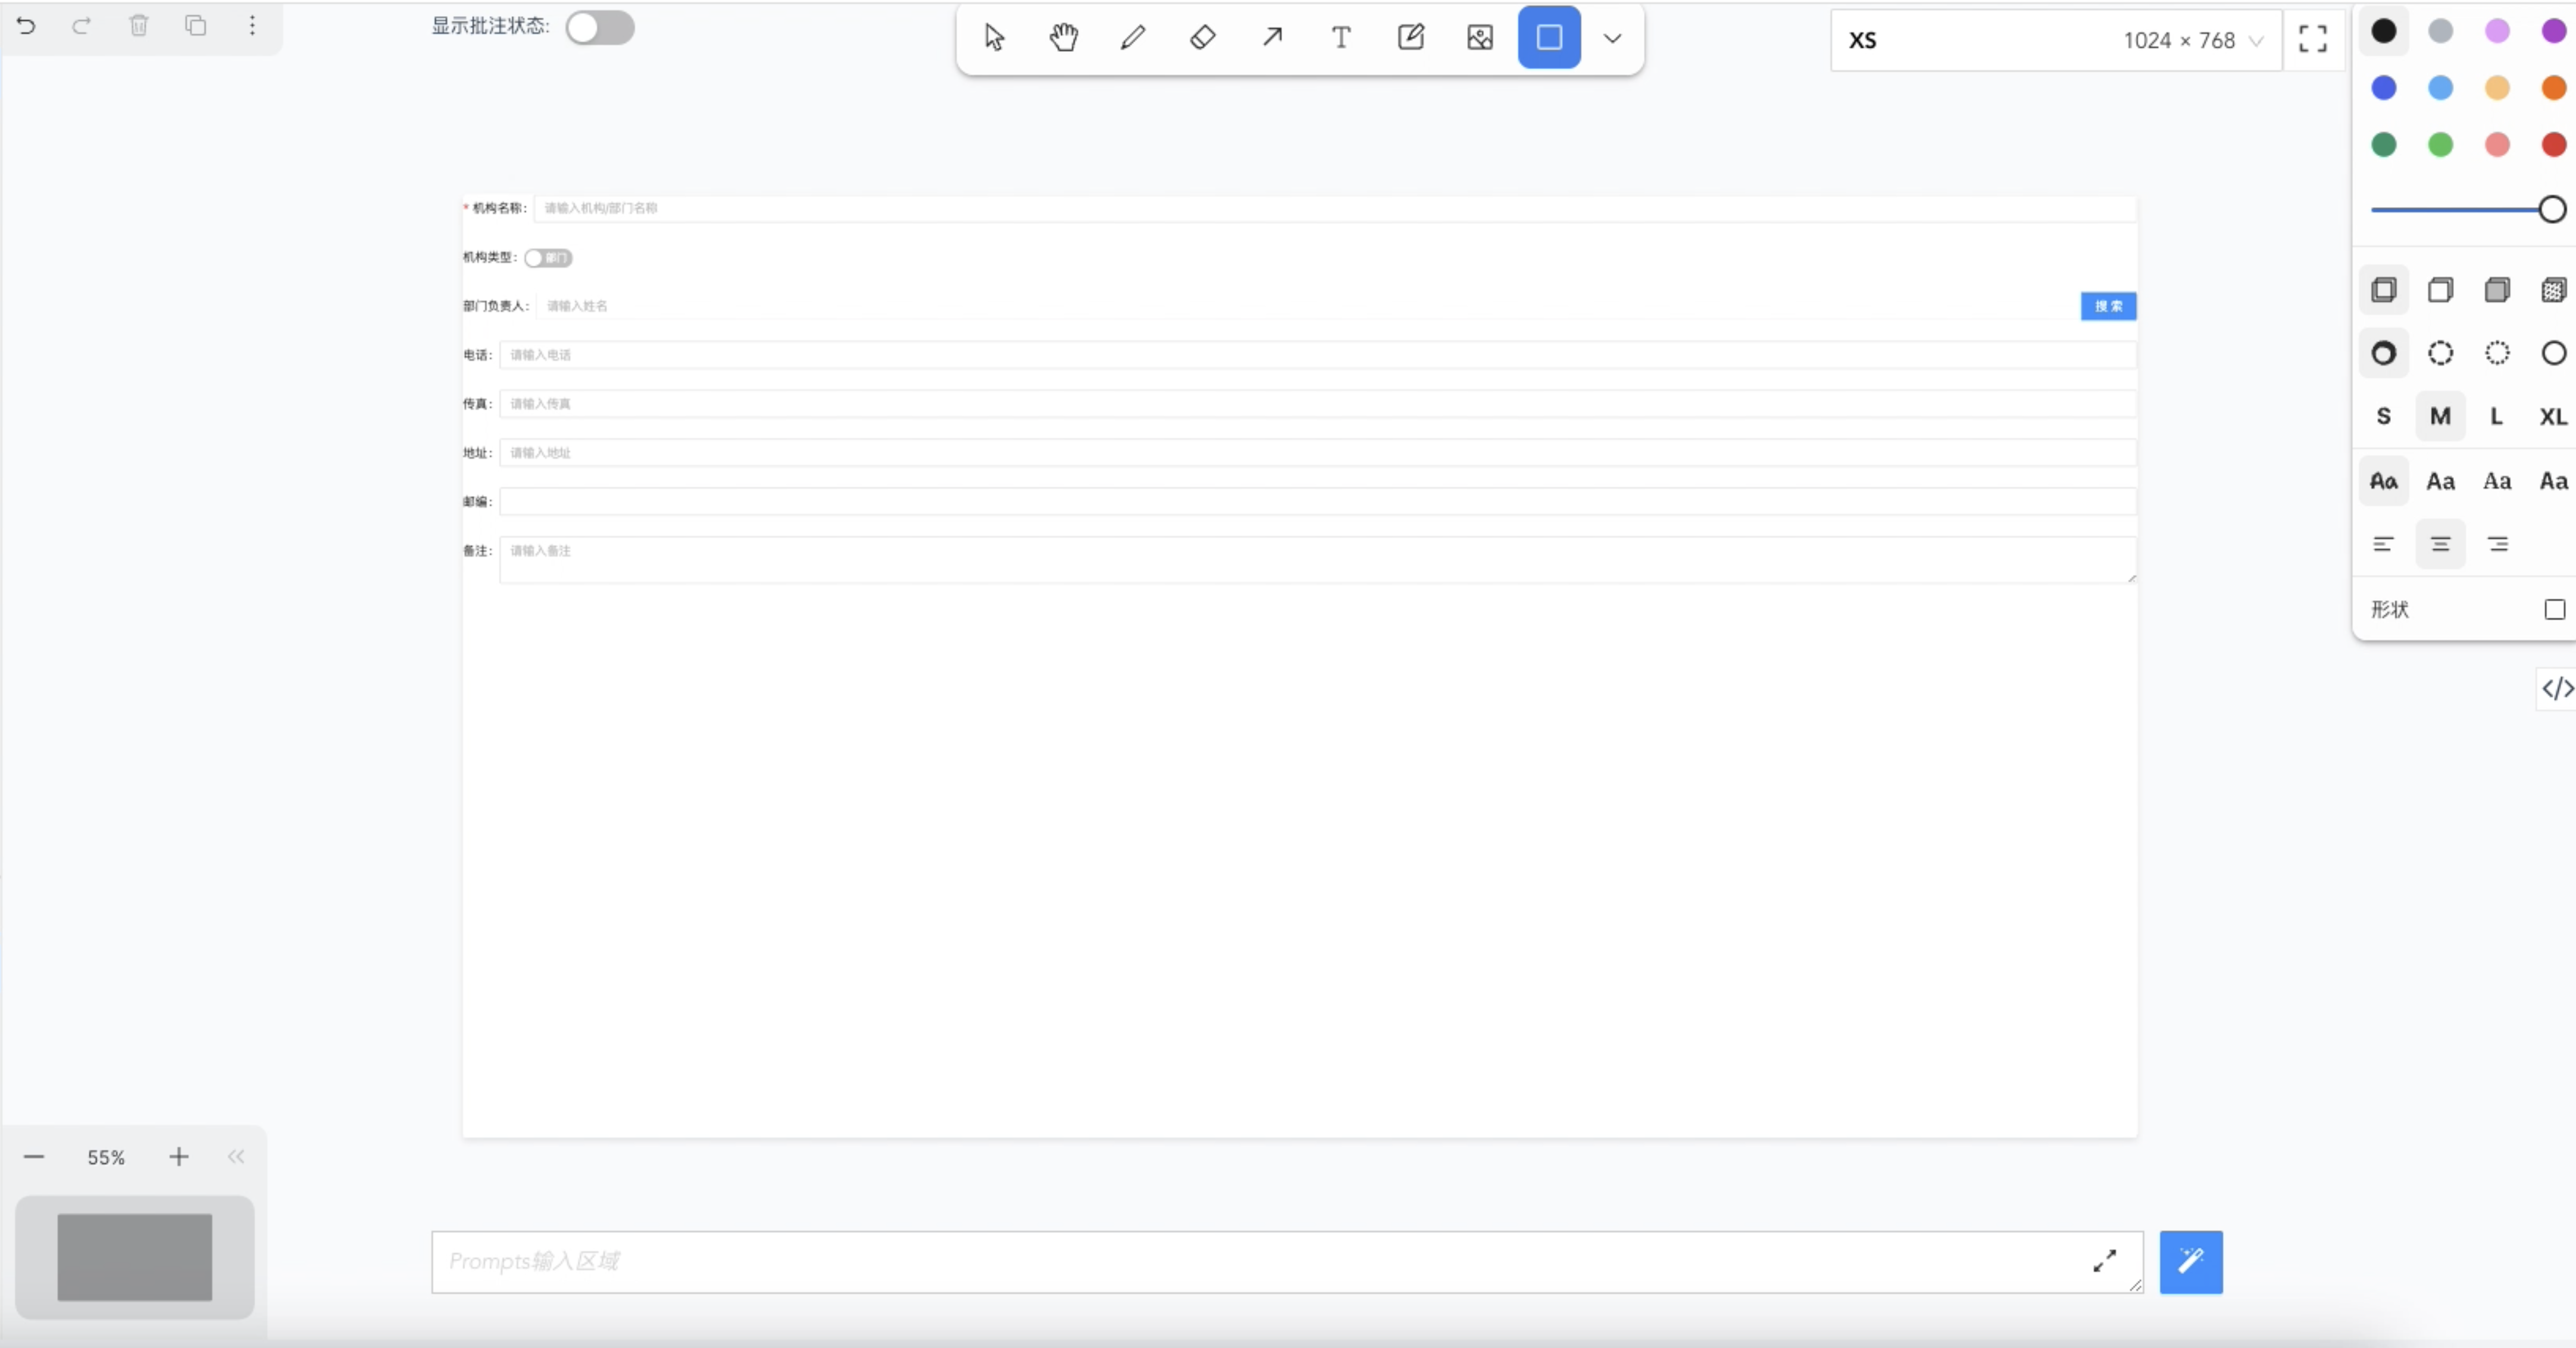 显示批注状态:
XS 1024 × 768
* 机构名称: 请输入机构/部门名称
机构类型: 部门
部门负责人: 请输入姓名 搜 索
电话: 请输入电话
传真: 请输入传真
地址: 请输入地址
邮编:
备注: 请输入备注
S M L XL
Aa Aa Aa Aa
形状
</>
55%
Prompts输入区域